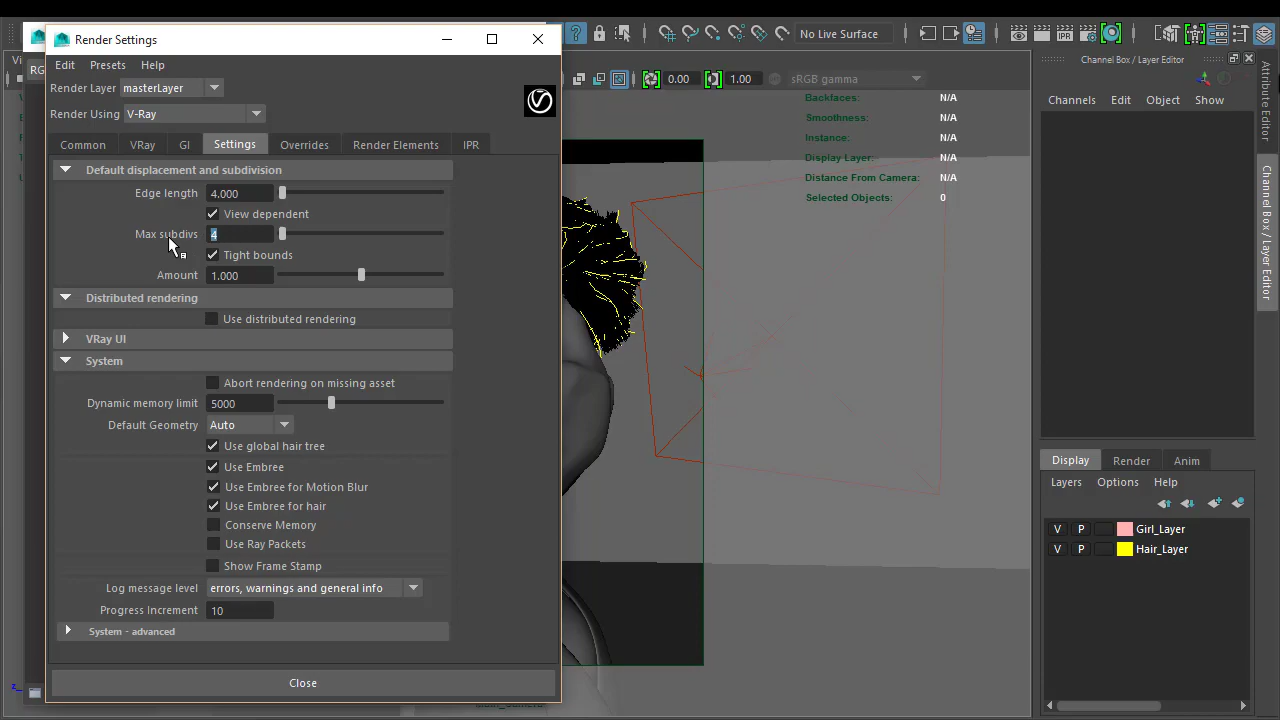 Render Settings
No Live Surface
Channel Box / Layer Editor
Edit Presets Help
RG
0.00 1.00 sRGB gamma
Render Layer masterLayer
Backfaces: N/A
Channels Edit Object Show
Render Using V-Ray
Smoothness: N/A
Instance: N/A
Common VRay GI Settings Overrides Render Elements IPR
Display Layer: N/A
Default displacement and subdivision
Distance From Camera: N/A
Edge length 4.000
Selected Objects: 0
View dependent
Max subdivs 4
Tight bounds
Amount 1.000
Distributed rendering
Use distributed rendering
VRay UI
System
Abort rendering on missing asset
Dynamic memory limit 5000
Default Geometry Auto
Use global hair tree
Use Embree
Use Embree for Motion Blur
Use Embree for hair
Conserve Memory
Use Ray Packets
Show Frame Stamp
Log message level errors, warnings and general info
Progress Increment 10
System - advanced
Close
Display Render Anim
Layers Options Help
V P Girl_Layer
V P Hair_Layer
Attribute Editor
Channel Box / Layer Editor
z